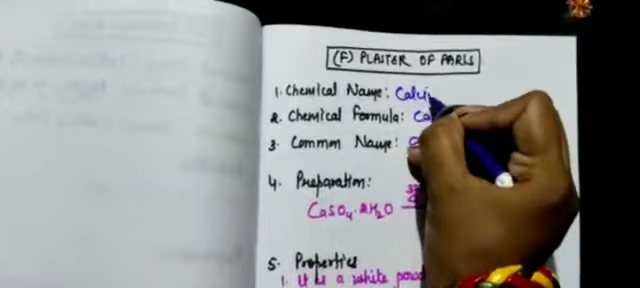 (F) PLASTER OF PARIS
1. Chemical Name: Calci
2. Chemical Formula: Ca
3. Common Name:
4. Preparation:
CaSO4.2H2O
5. Properties
1. It is a white powd